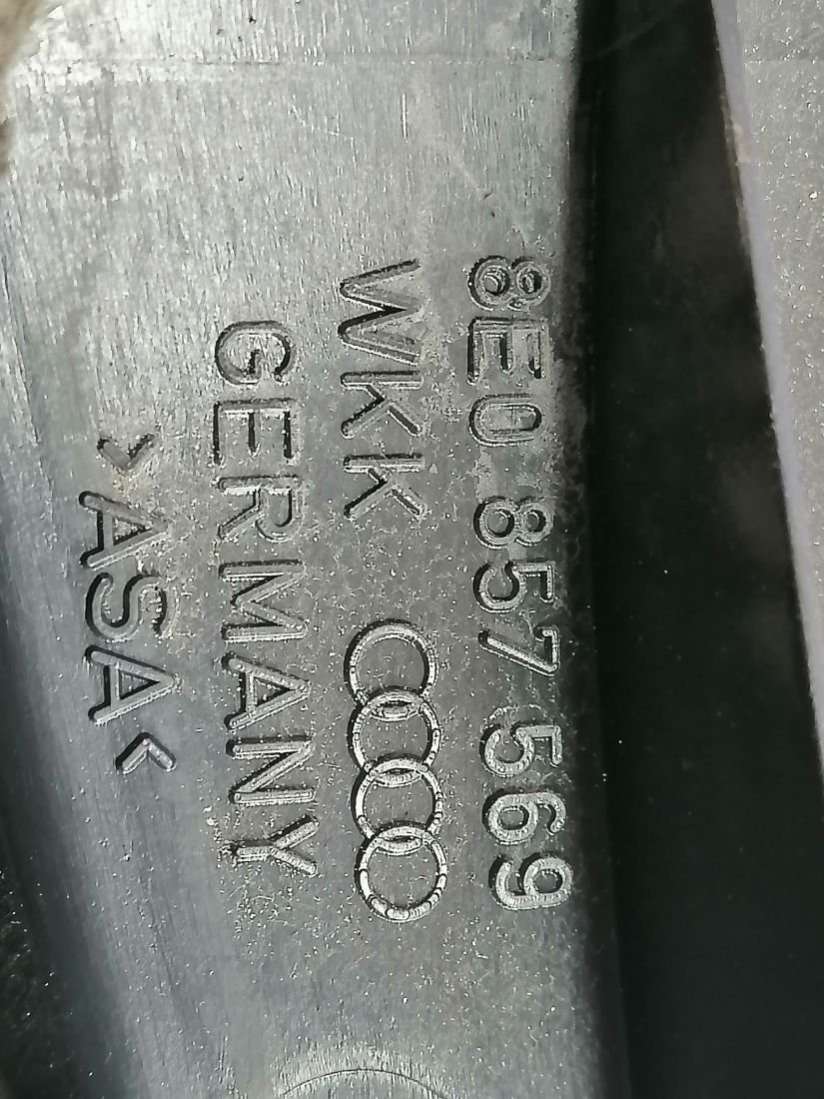 8E0 857 569
WKK
GERMANY
>ASA<